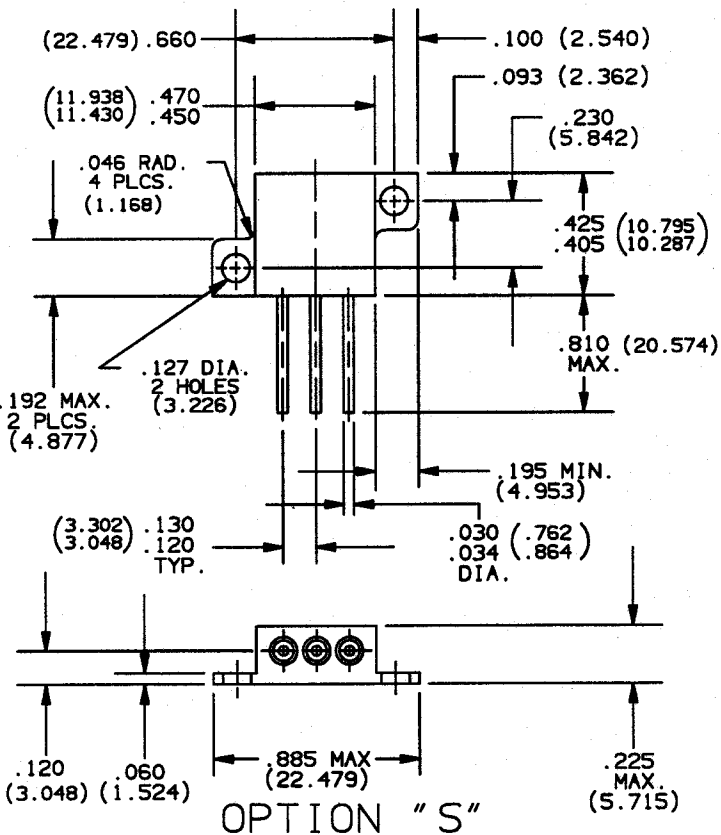 (22.479) .660
.100 (2.540)
.093 (2.362)
(11.938) .470
(11.430) .450
.230
(5.842)
.046 RAD.
4 PLCS.
(1.168)
.425 (10.795)
.405 (10.287)
.810 (20.574)
MAX.
.127 DIA.
2 HOLES
(3.226)
.192 MAX.
2 PLCS.
(4.877)
.195 MIN.
(4.953)
(3.302) .130
(3.048) .120
TYP.
.030 (.762)
.034 (.864)
DIA.
.120
(3.048)
.060
(1.524)
.885 MAX
(22.479)
.225
MAX.
(5.715)
OPTION "S"